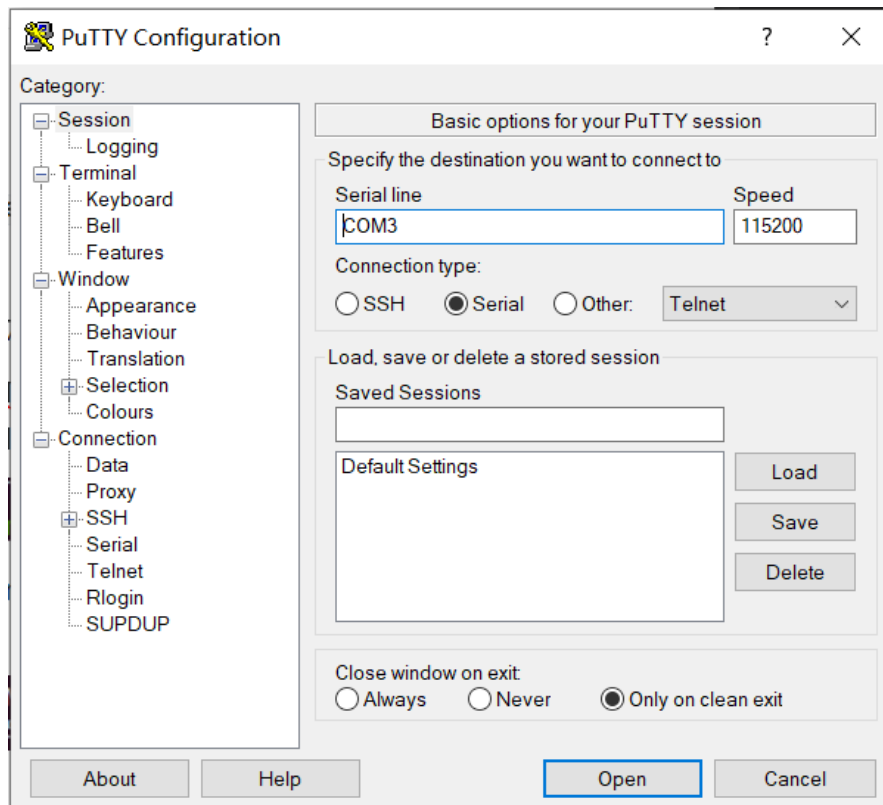 PuTTY Configuration
?
Category:
Session
Logging
Terminal
Keyboard
Bell
Features
Window
Appearance
Behaviour
Translation
Selection
Colours
Connection
Data
Proxy
SSH
Serial
Telnet
Rlogin
SUPDUP
Basic options for your PuTTY session
Specify the destination you want to connect to
Serial line Speed
COM3 115200
Connection type:
SSH Serial Other: Telnet
Load, save or delete a stored session
Saved Sessions
Default Settings
Load
Save
Delete
Close window on exit:
Always Never Only on clean exit
About Help Open Cancel